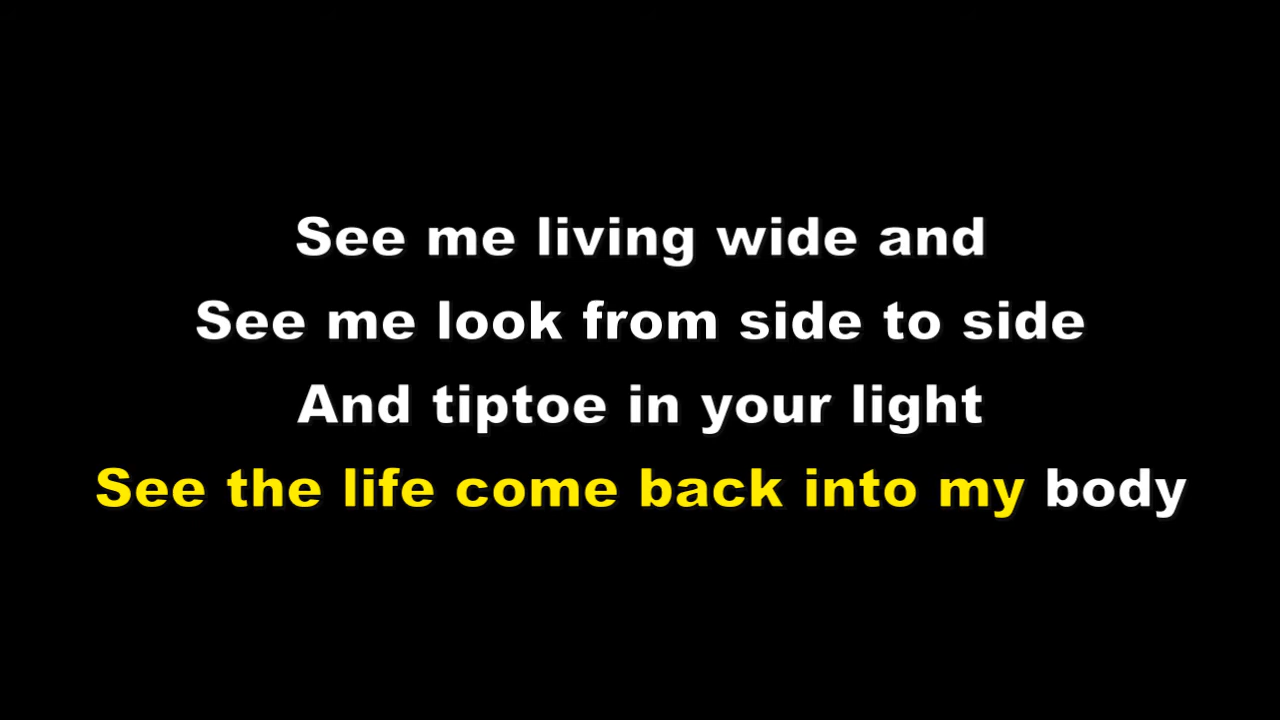 See me living wide and
See me look from side to side
And tiptoe in your light
See the life come back into my body